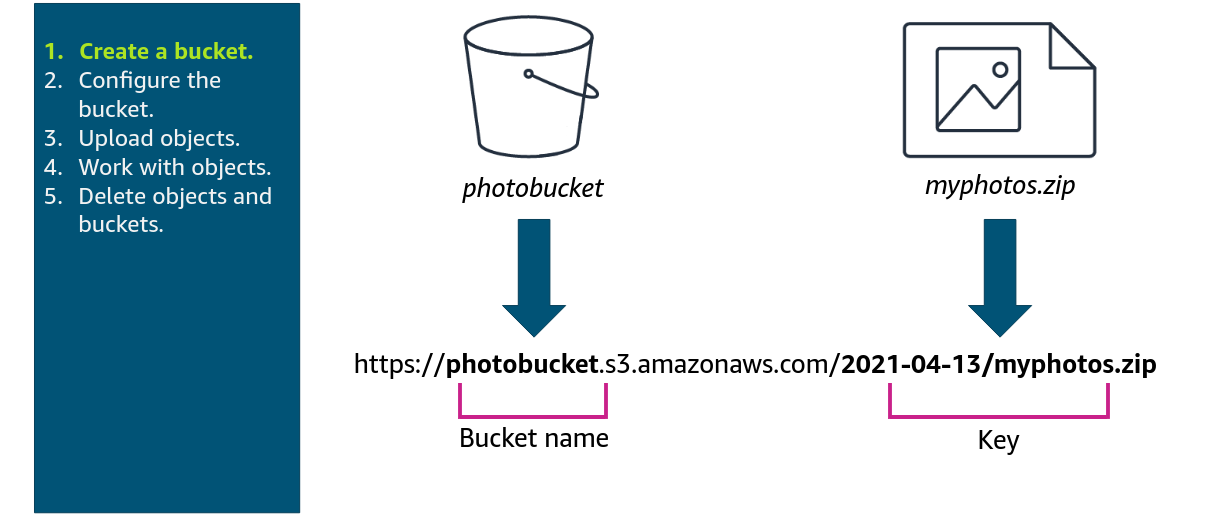 1. Create a bucket.
2. Configure the
bucket.
3. Upload objects.
4. Work with objects.
5. Delete objects and
buckets.
photobucket
myphotos.zip
https://photobucket.s3.amazonaws.com/2021-04-13/myphotos.zip
Bucket name
Key